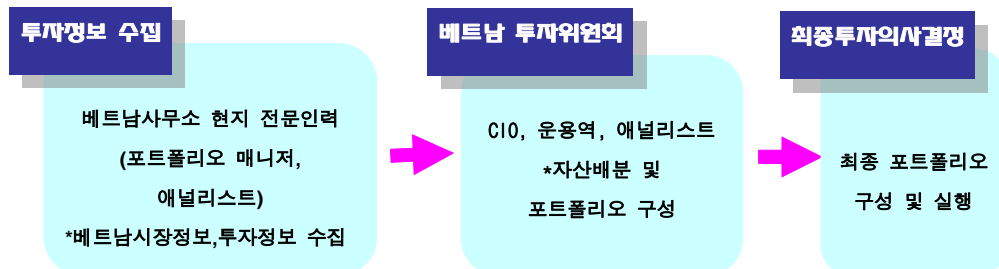 투자정보 수집
베트남사무소 현지 전문인력
(포트폴리오 매니저,
애널리스트)
*베트남시장정보,투자정보 수집
베트남 투자위원회
CIO, 운용역, 애널리스트
*자산배분 및
포트폴리오 구성
최종투자의사결정
최종 포트폴리오
구성 및 실행